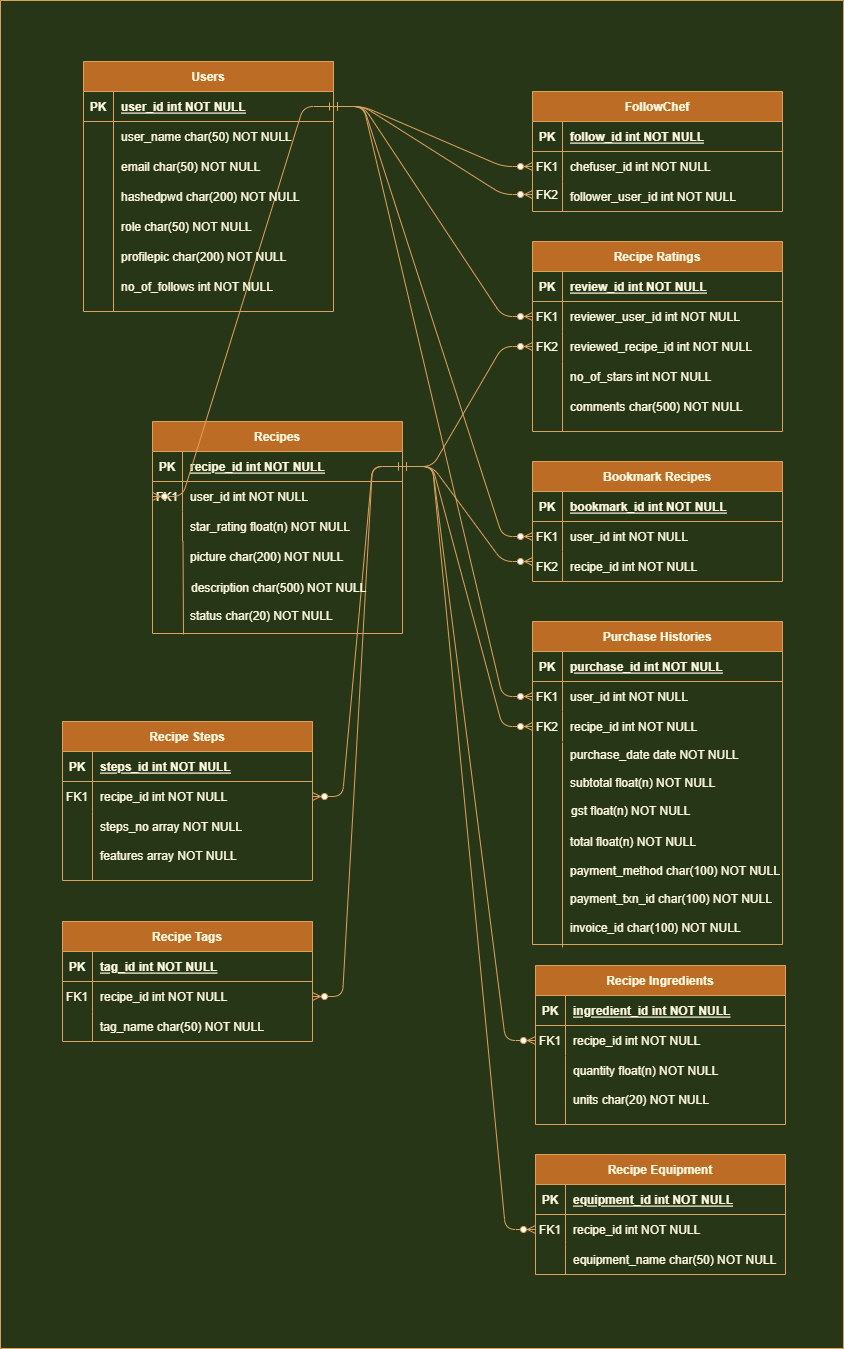 Users
PK user_id int NOT NULL
user_name char(50) NOT NULL
email char(50) NOT NULL
hashedpwd char(200) NOT NULL
role char(50) NOT NULL
profilepic char(200) NOT NULL
no_of_follows int NOT NULL
Recipes
PK recipe_id int NOT NULL
FK1 user_id int NOT NULL
star_rating float(n) NOT NULL
picture char(200) NOT NULL
description char(500) NOT NULL
status char(20) NOT NULL
Recipe Steps
PK steps_id int NOT NULL
FK1 recipe_id int NOT NULL
steps_no array NOT NULL
features array NOT NULL
Recipe Tags
PK tag_id int NOT NULL
FK1 recipe_id int NOT NULL
tag_name char(50) NOT NULL
FollowChef
PK follow_id int NOT NULL
FK1 chefuser_id int NOT NULL
FK2 follower_user_id int NOT NULL
Recipe Ratings
PK review_id int NOT NULL
FK1 reviewer_user_id int NOT NULL
FK2 reviewed_recipe_id int NOT NULL
no_of_stars int NOT NULL
comments char(500) NOT NULL
Bookmark Recipes
PK bookmark_id int NOT NULL
FK1 user_id int NOT NULL
FK2 recipe_id int NOT NULL
Purchase Histories
PK purchase_id int NOT NULL
FK1 user_id int NOT NULL
FK2 recipe_id int NOT NULL
purchase_date date NOT NULL
subtotal float(n) NOT NULL
gst float(n) NOT NULL
total float(n) NOT NULL
payment_method char(100) NOT NULL
payment_txn_id char(100) NOT NULL
invoice_id char(100) NOT NULL
Recipe Ingredients
PK ingredient_id int NOT NULL
FK1 recipe_id int NOT NULL
quantity float(n) NOT NULL
units char(20) NOT NULL
Recipe Equipment
PK equipment_id int NOT NULL
FK1 recipe_id int NOT NULL
equipment_name char(50) NOT NULL